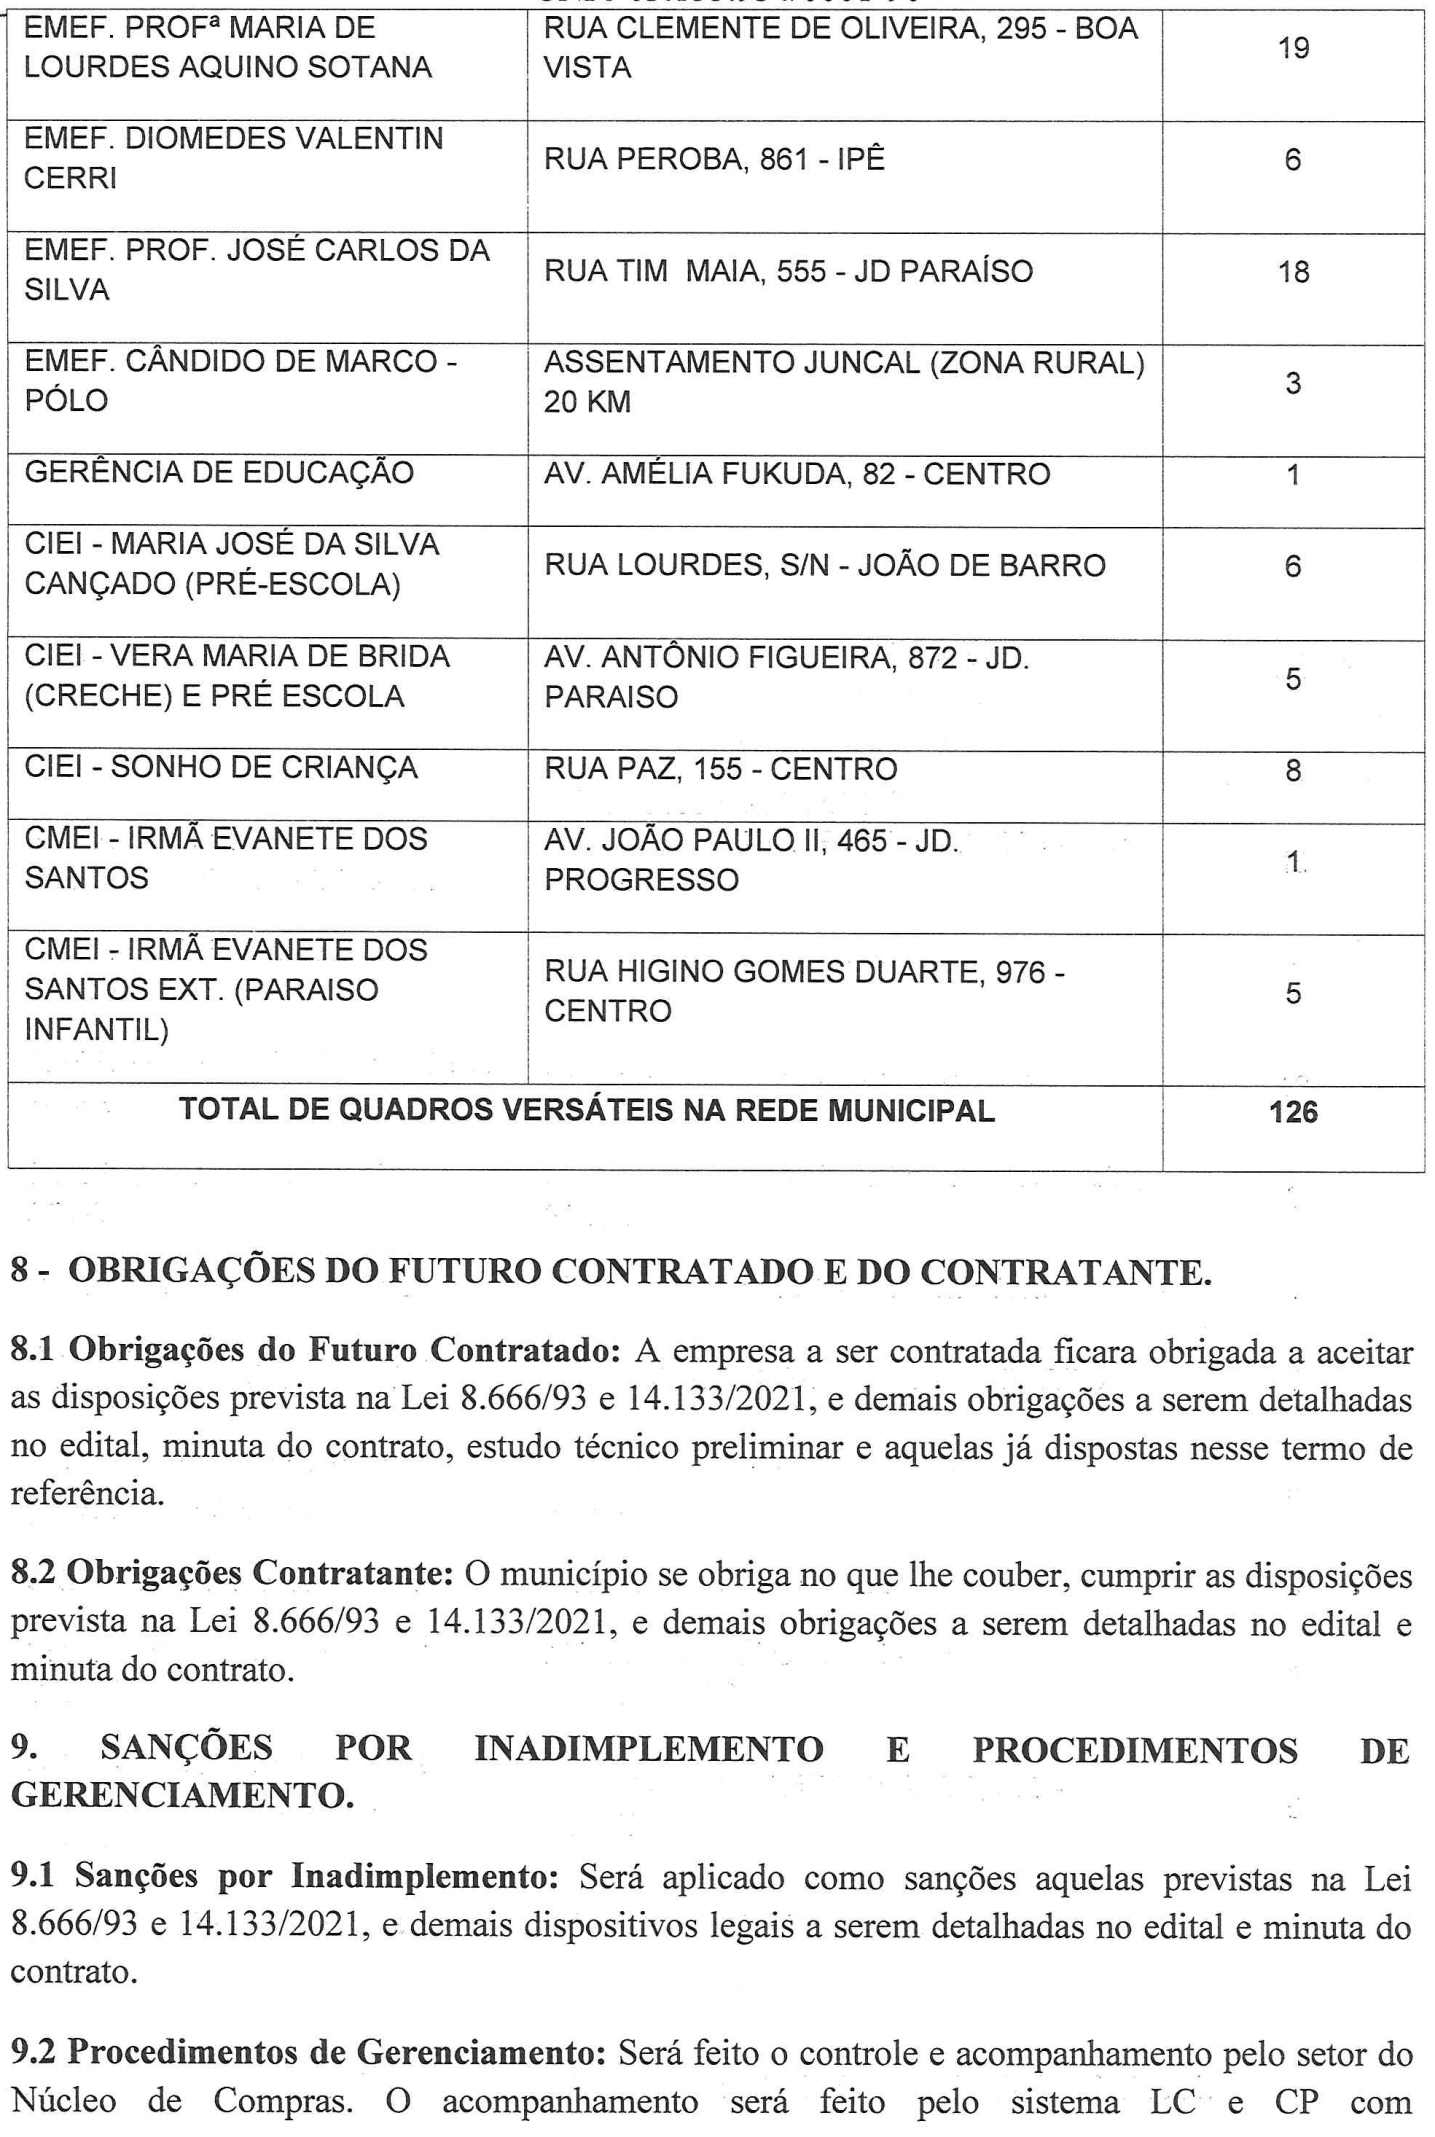 EMEF. PROFª MARIA DE
LOURDES AQUINO SOTANA
RUA CLEMENTE DE OLIVEIRA, 295 - BOA
VISTA
19
EMEF. DIOMEDES VALENTIN
CERRI
RUA PEROBA, 861 - IPÊ
6
EMEF. PROF. JOSÉ CARLOS DA
SILVA
RUA TIM MAIA, 555 - JD PARAÍSO
18
EMEF. CÂNDIDO DE MARCO -
PÓLO
ASSENTAMENTO JUNCAL (ZONA RURAL)
20 KM
3
GERÊNCIA DE EDUCAÇÃO
AV. AMÉLIA FUKUDA, 82 - CENTRO
1
CIEI - MARIA JOSÉ DA SILVA
CANÇADO (PRÉ-ESCOLA)
RUA LOURDES, S/N - JOÃO DE BARRO
6
CIEI - VERA MARIA DE BRIDA
(CRECHE) E PRÉ ESCOLA
AV. ANTÔNIO FIGUEIRA, 872 - JD.
PARAISO
5
CIEI - SONHO DE CRIANÇA
RUA PAZ, 155 - CENTRO
8
CMEI - IRMÃ EVANETE DOS
SANTOS
AV. JOÃO PAULO II, 465 - JD.
PROGRESSO
1
CMEI - IRMÃ EVANETE DOS
SANTOS EXT. (PARAISO
INFANTIL)
RUA HIGINO GOMES DUARTE, 976 -
CENTRO
5
TOTAL DE QUADROS VERSÁTEIS NA REDE MUNICIPAL
126
8 - OBRIGAÇÕES DO FUTURO CONTRATADO E DO CONTRATANTE.
8.1 Obrigações do Futuro Contratado: A empresa a ser contratada ficara obrigada a aceitar
as disposições prevista na Lei 8.666/93 e 14.133/2021, e demais obrigações a serem detalhadas
no edital, minuta do contrato, estudo técnico preliminar e aquelas já dispostas nesse termo de
referência.
8.2 Obrigações Contratante: O município se obriga no que lhe couber, cumprir as disposições
prevista na Lei 8.666/93 e 14.133/2021, e demais obrigações a serem detalhadas no edital e
minuta do contrato.
9. SANÇÕES POR INADIMPLEMENTO E PROCEDIMENTOS DE
GERENCIAMENTO.
9.1 Sanções por Inadimplemento: Será aplicado como sanções aquelas previstas na Lei
8.666/93 e 14.133/2021, e demais dispositivos legais a serem detalhadas no edital e minuta do
contrato.
9.2 Procedimentos de Gerenciamento: Será feito o controle e acompanhamento pelo setor do
Núcleo de Compras. O acompanhamento será feito pelo sistema LC e CP com